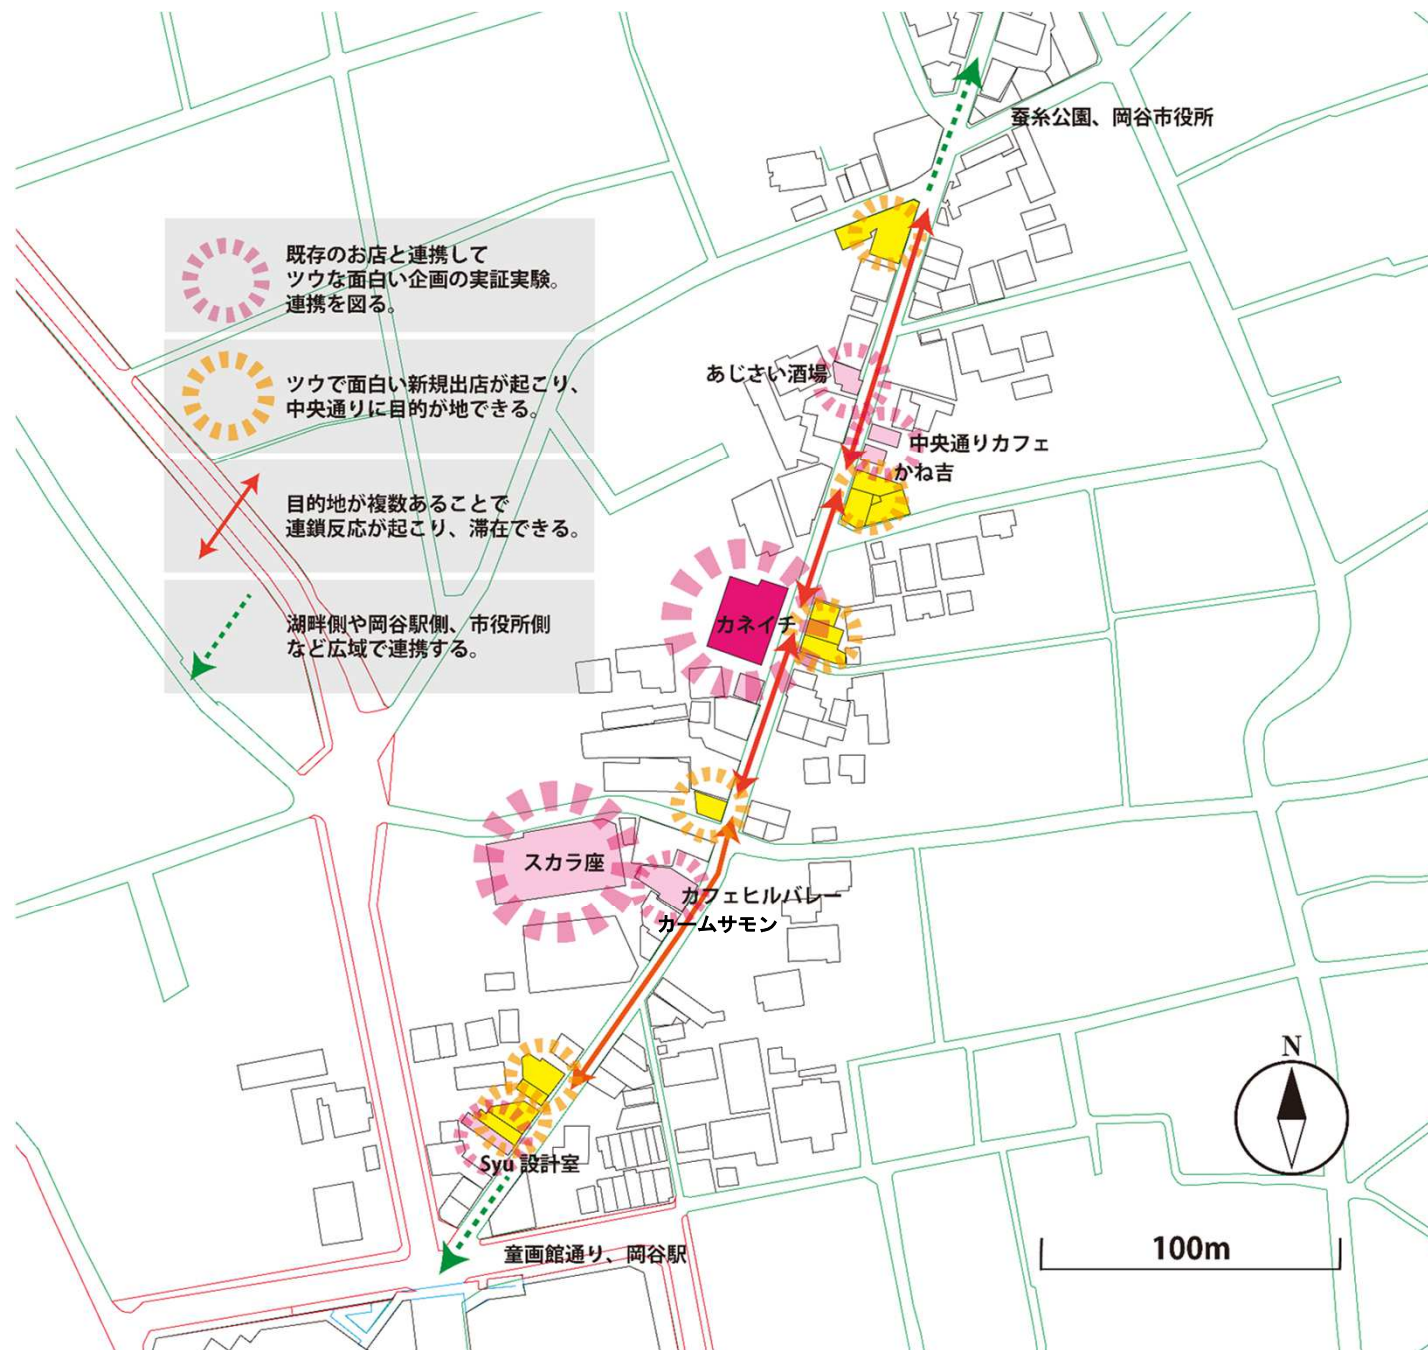 蚕糸公園、岡谷市役所
既存のお店と連携して
ツウな面白い企画の実証実験。
連携を図る。
ツウで面白い新規出店が起こり、
中央通りに目的が地できる。
目的地が複数あることで
連鎖反応が起こり、滞在できる。
湖畔側や岡谷駅側、市役所側
など広域で連携する。
あじさい酒場
中央通りカフェ
かね吉
カネイチ
スカラ座
カフェヒルバレー
カームサモン
Syu 設計室
童画館通り、岡谷駅
N
100m